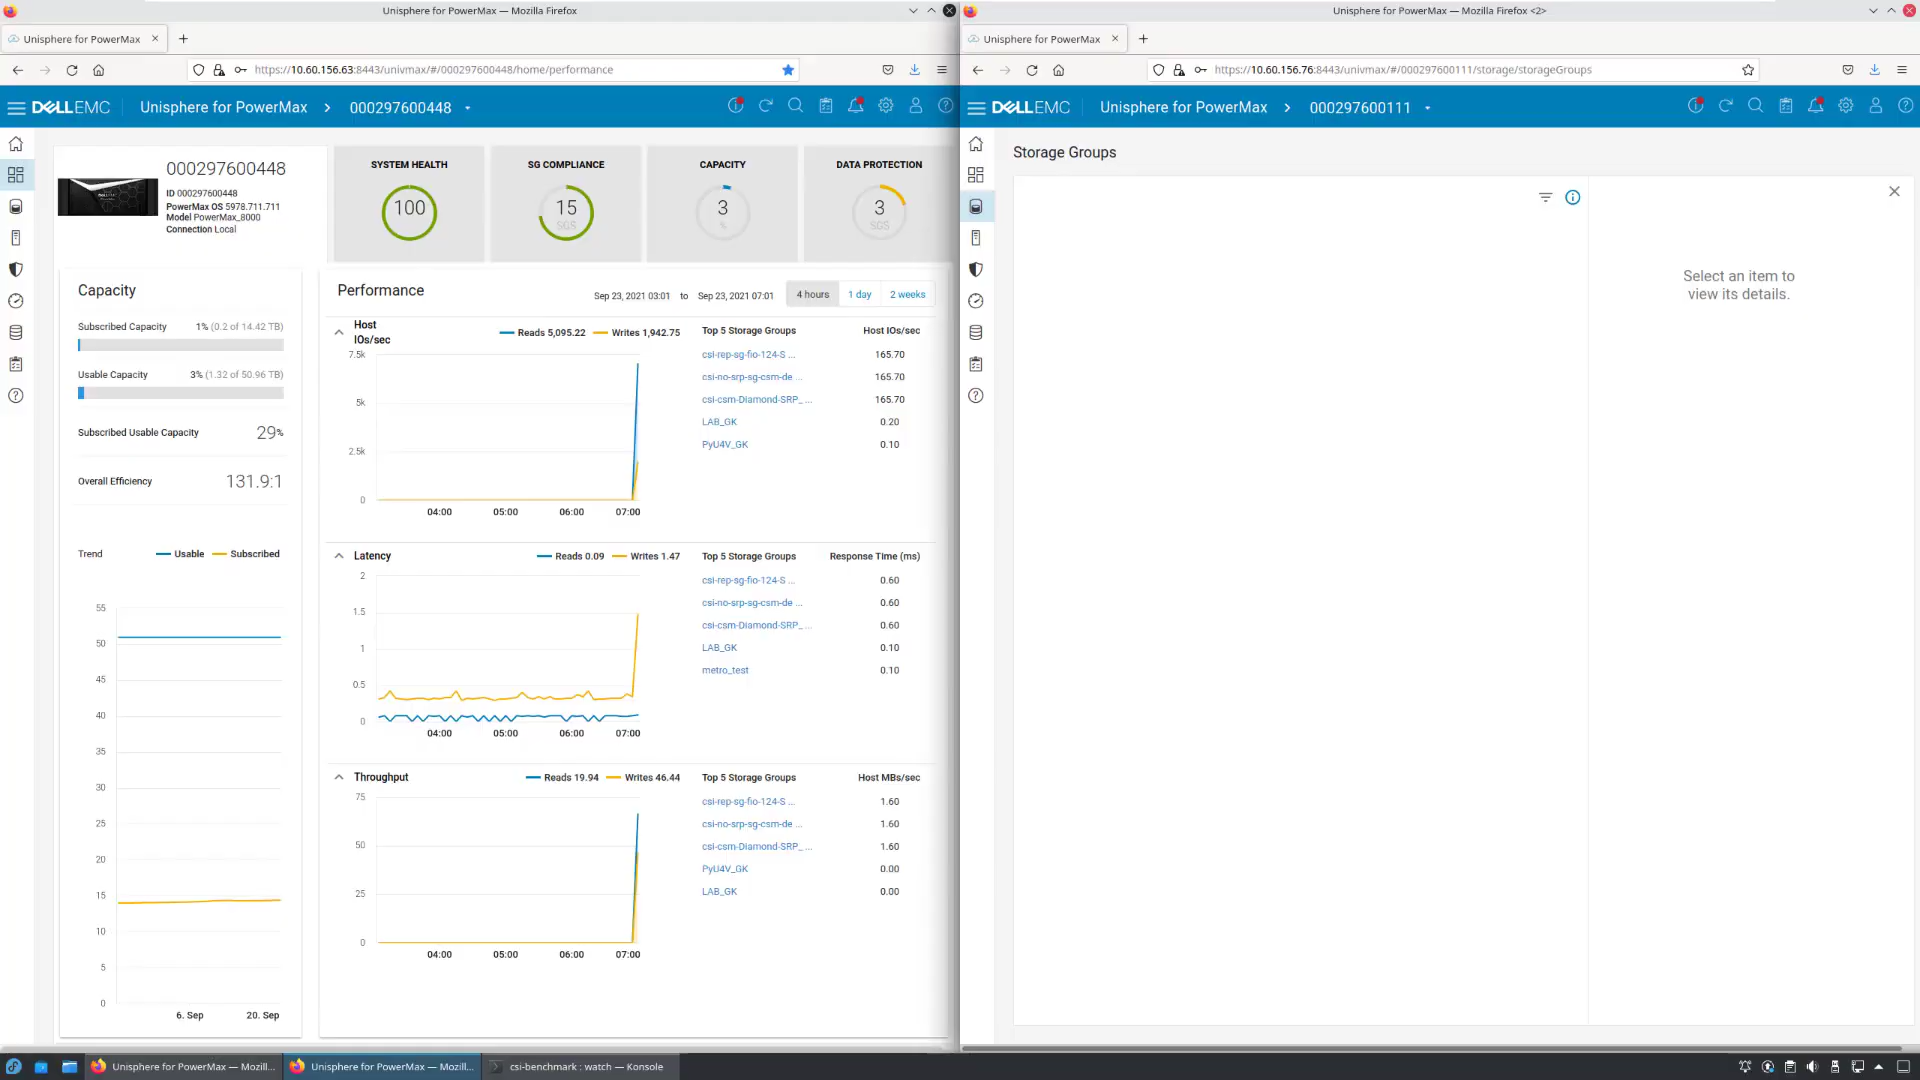 Unisphere for PowerMax — Mozilla Firefox
Unisphere for PowerMax
https://10.60.156.63:8443/univmax/#/000297600448/home/performance
DELLEMC
Unisphere for PowerMax > 000297600448
000297600448
ID 000297600448
PowerMax OS 5978.711.711
Model PowerMax_8000
Connection Local
SYSTEM HEALTH
100
SG COMPLIANCE
15
SGS
CAPACITY
3
%
DATA PROTECTION
3
SGS
Capacity
Subscribed Capacity 1% (0.2 of 14.42 TB)
Usable Capacity 3% (1.32 of 50.96 TB)
Subscribed Usable Capacity 29%
Overall Efficiency 131.9:1
Trend Usable Subscribed
55
50
45
40
35
30
25
20
15
10
5
0
6. Sep 20. Sep
Performance
Sep 23, 2021 03:01 to Sep 23, 2021 07:01
4 hours 1 day 2 weeks
Host IOs/sec
Reads 5,095.22 Writes 1,942.75
7.5k
5k
2.5k
0
04:00 05:00 06:00 07:00
Top 5 Storage Groups Host IOs/sec
csi-rep-sg-fio-124-S ... 165.70
csi-no-srp-sg-csm-de ... 165.70
csi-csm-Diamond-SRP_ ... 165.70
LAB_GK 0.20
PyU4V_GK 0.10
Latency
Reads 0.09 Writes 1.47
2
1.5
1
0.5
0
04:00 05:00 06:00 07:00
Top 5 Storage Groups Response Time (ms)
csi-rep-sg-fio-124-S ... 0.60
csi-no-srp-sg-csm-de ... 0.60
csi-csm-Diamond-SRP_ ... 0.60
LAB_GK 0.10
metro_test 0.10
Throughput
Reads 19.94 Writes 46.44
75
50
25
0
04:00 05:00 06:00 07:00
Top 5 Storage Groups Host MBs/sec
csi-rep-sg-fio-124-S ... 1.60
csi-no-srp-sg-csm-de ... 1.60
csi-csm-Diamond-SRP_ ... 1.60
PyU4V_GK 0.00
LAB_GK 0.00
Unisphere for PowerMax — Mozilla Firefox <2>
Unisphere for PowerMax
https://10.60.156.76:8443/univmax/#/000297600111/storage/storageGroups
DELLEMC
Unisphere for PowerMax > 000297600111
Storage Groups
Select an item to
view its details.
Unisphere for PowerMax — Mozill...
Unisphere for PowerMax — Mozill...
csi-benchmark : watch — Konsole